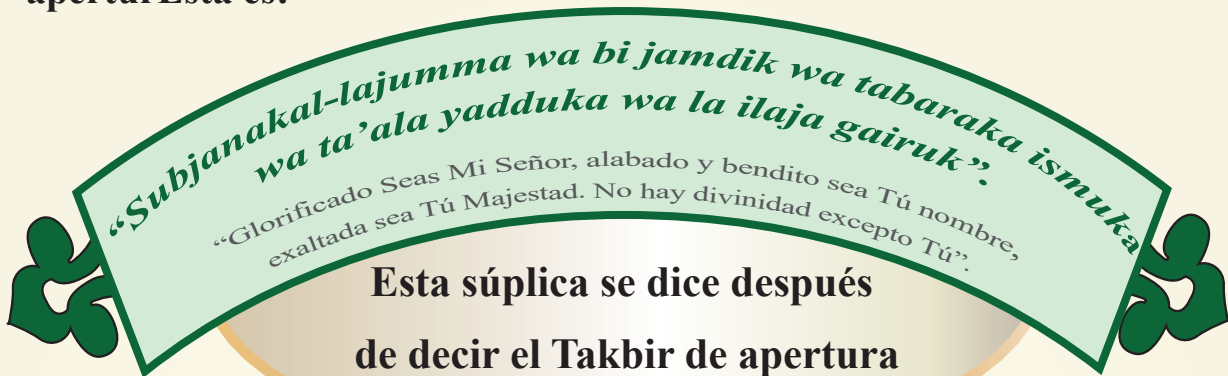 apertur Esta es:
“Subjanakal-lajumma wa bi jamdik wa tabaraka ismuka
wa ta’ala yadduka wa la ilaja gairuk”.
“Glorificado Seas Mi Señor, alabado y bendito sea Tú nombre,
exaltada sea Tú Majestad. No hay divinidad excepto Tú”.
Esta súplica se dice después
de decir el Takbir de apertura